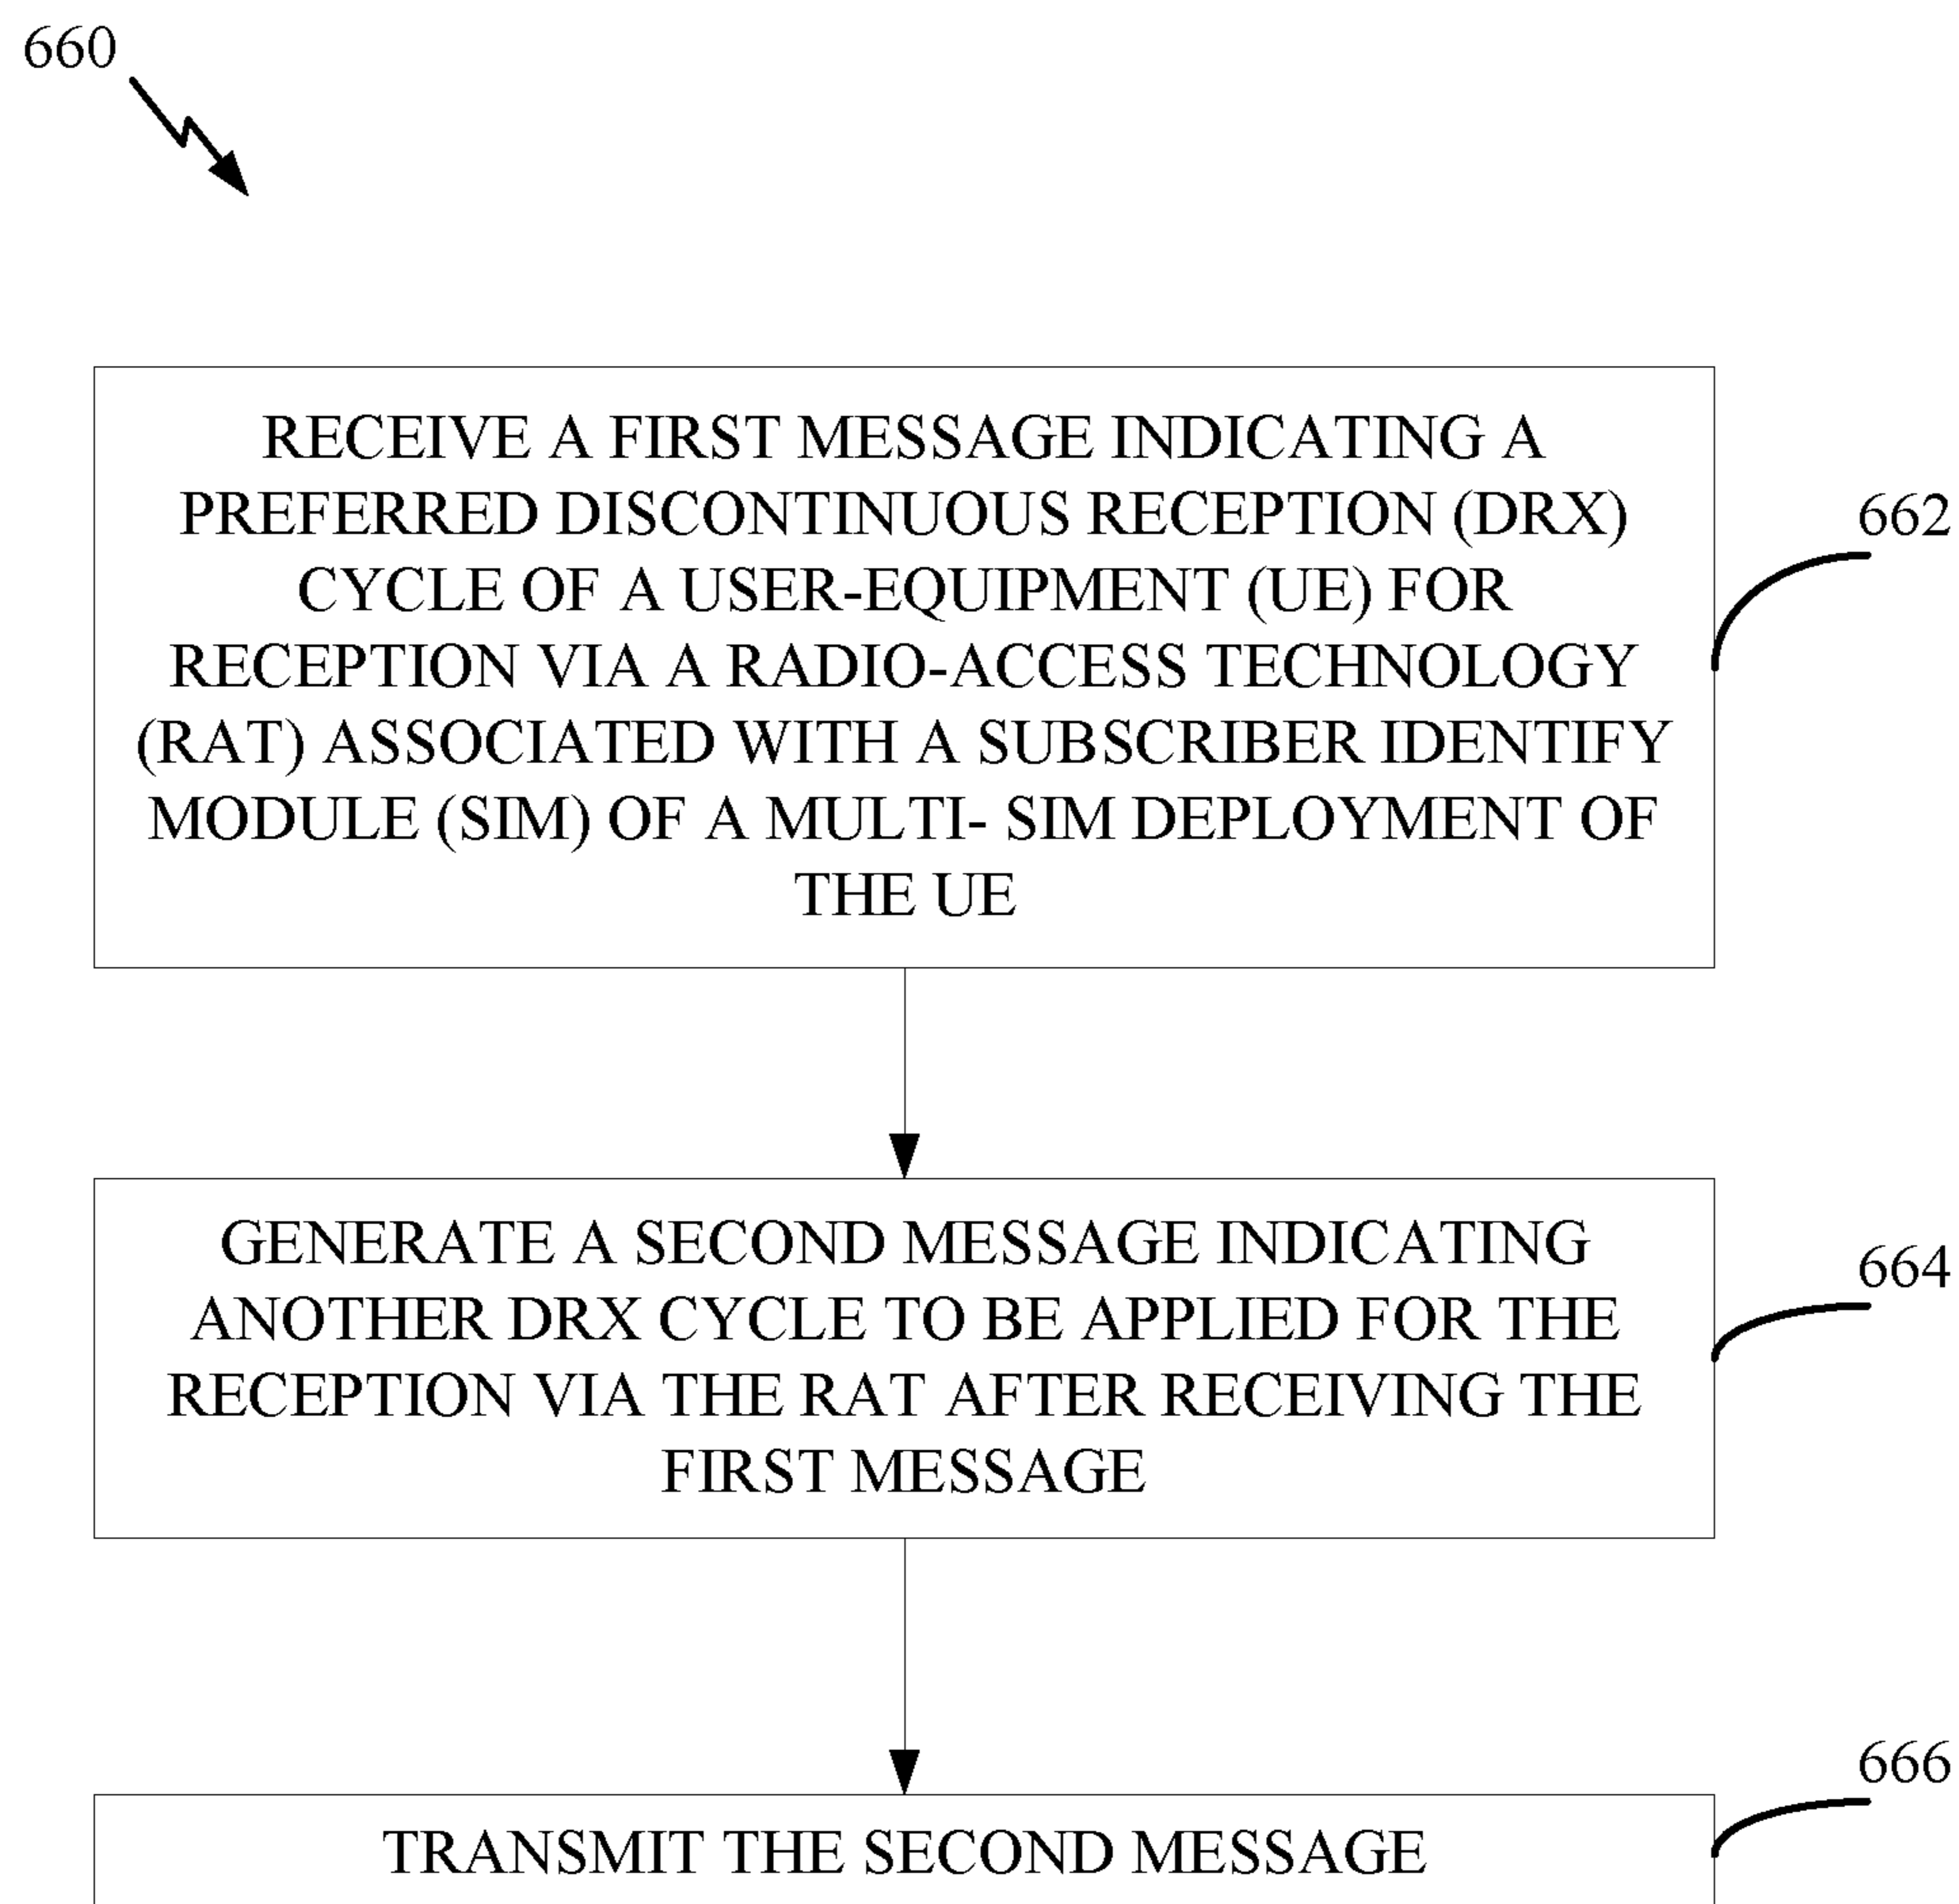 660
RECEIVE A FIRST MESSAGE INDICATING A
PREFERRED DISCONTINUOUS RECEPTION (DRX)
CYCLE OF A USER-EQUIPMENT (UE) FOR
RECEPTION VIA A RADIO-ACCESS TECHNOLOGY
(RAT) ASSOCIATED WITH A SUBSCRIBER IDENTIFY
MODULE (SIM) OF A MULTI- SIM DEPLOYMENT OF
THE UE
662
GENERATE A SECOND MESSAGE INDICATING
ANOTHER DRX CYCLE TO BE APPLIED FOR THE
RECEPTION VIA THE RAT AFTER RECEIVING THE
FIRST MESSAGE
664
TRANSMIT THE SECOND MESSAGE
666